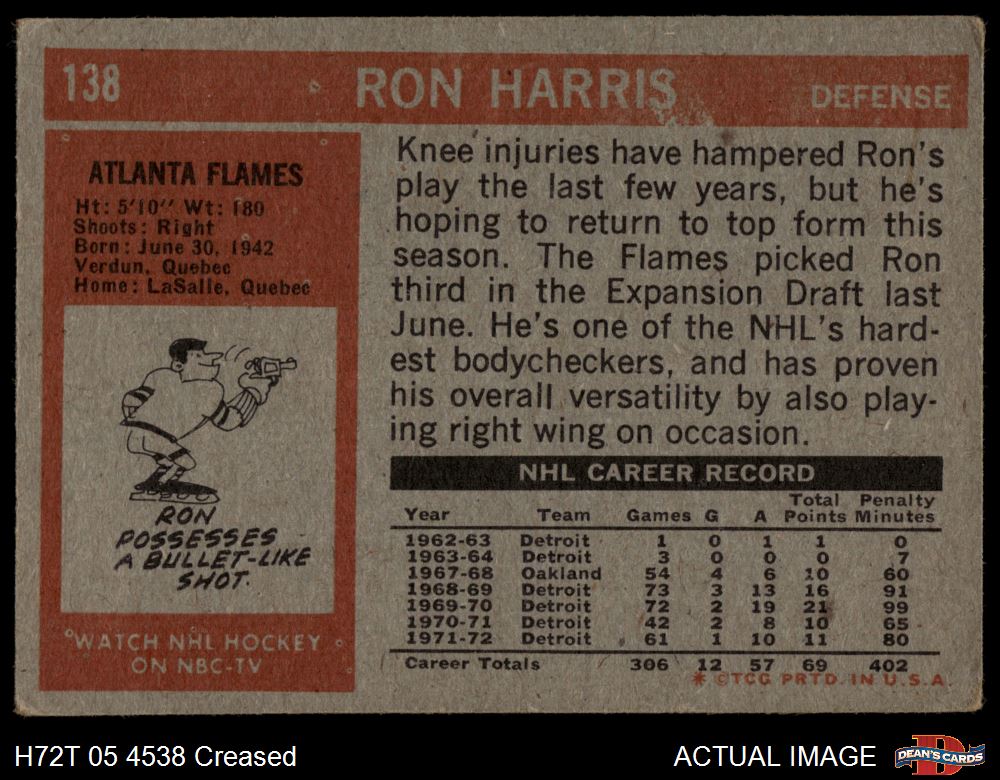 138 RON HARRIS DEFENSE
ATLANTA FLAMES
Ht: 5'10" Wt: 180
Shoots: Right
Born: June 30, 1942
Verdun, Quebec
Home: LaSalle, Quebec
RON
POSSESSES
A BULLET-LIKE
SHOT.
WATCH NHL HOCKEY
ON NBC-TV
Knee injuries have hampered Ron's
play the last few years, but he's
hoping to return to top form this
season. The Flames picked Ron
third in the Expansion Draft last
June. He's one of the NHL's hard-
est bodycheckers, and has proven
his overall versatility by also play-
ing right wing on occasion.
NHL CAREER RECORD
Total Penalty
Year Team Games G A Points Minutes
1962-63 Detroit 1 0 1 1 0
1963-64 Detroit 3 0 0 0 7
1967-68 Oakland 54 4 6 10 60
1968-69 Detroit 73 3 13 16 91
1969-70 Detroit 72 2 19 21 99
1970-71 Detroit 42 2 8 10 65
1971-72 Detroit 61 1 10 11 80
Career Totals 306 12 57 69 402
* ©TCG PRTD. IN U.S.A.
H72T 05 4538 Creased
ACTUAL IMAGE
D
DEAN'S CARDS